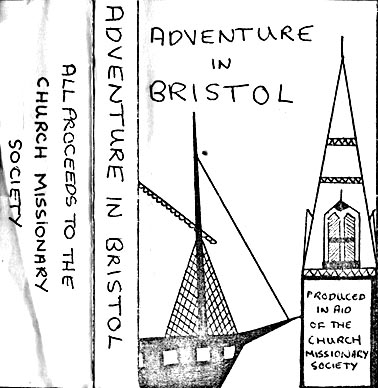 ALL PROCEEDS TO THE
CHURCH MISSIONARY
SOCIETY
ADVENTURE IN BRISTOL
ADVENTURE
IN
BRISTOL
PRODUCED
IN AID
OF THE
CHURCH
MISSIONARY
SOCIETY